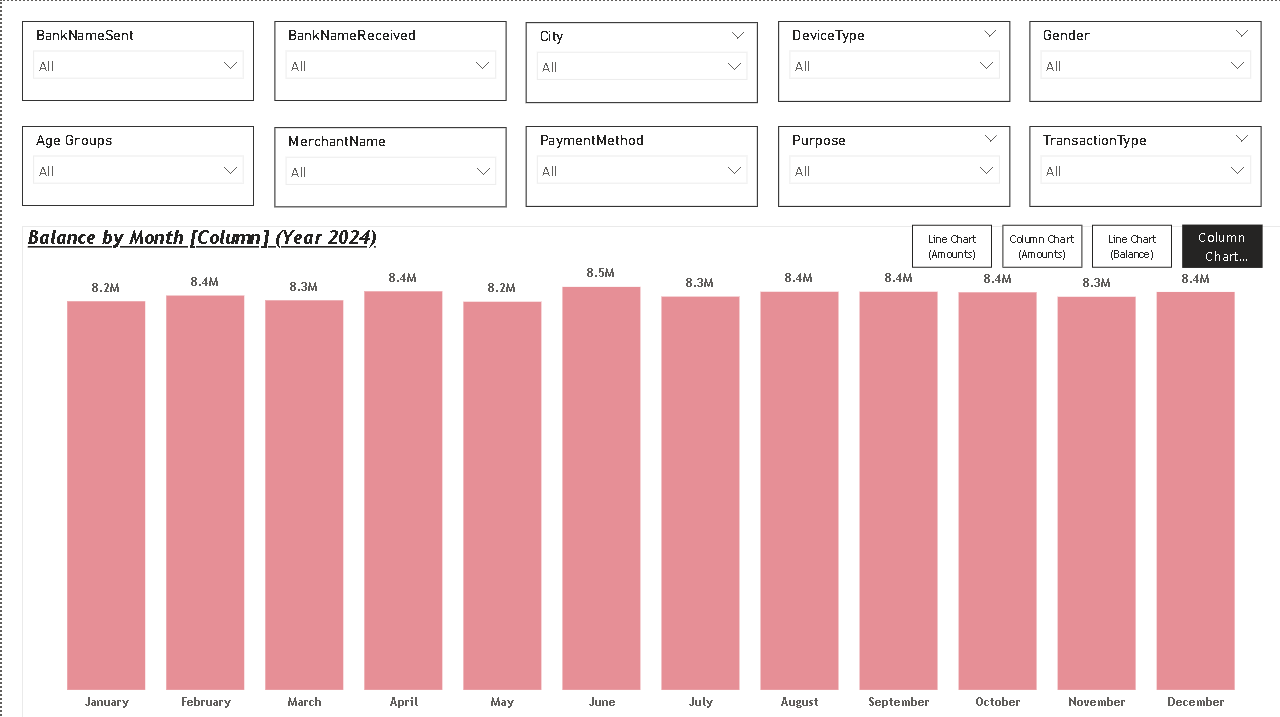 BankNameSent
BankNameReceived
City
DeviceType
Gender
All
All
All
All
All
Age Groups
MerchantName
PaymentMethod
Purpose
TransactionType
All
All
All
All
All
Balance by Month [Column] (Year 2024)
Line Chart
(Amounts)
Column Chart
(Amounts)
Line Chart
(Balance)
Column
Chart...
8.2M
8.4M
8.3M
8.4M
8.2M
8.5M
8.3M
8.4M
8.4M
8.4M
8.3M
8.4M
January
February
March
April
May
June
July
August
September
October
November
December